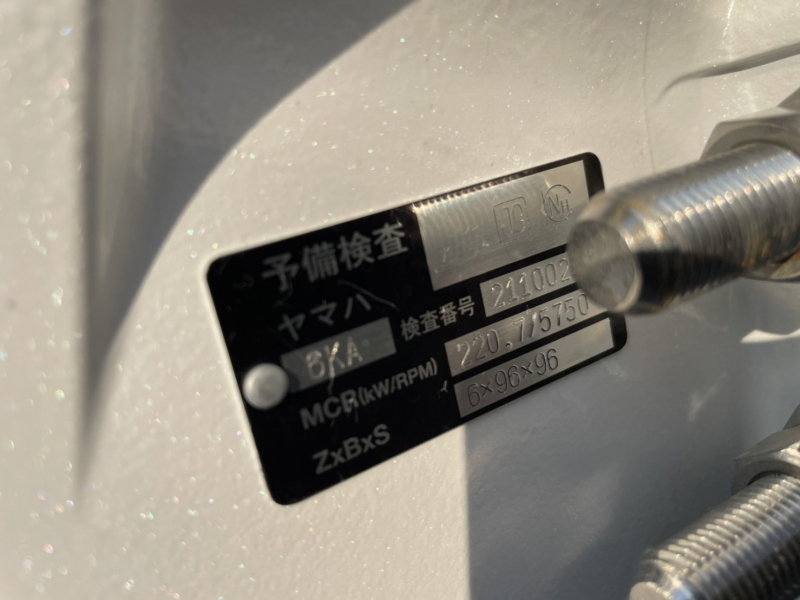 予備検査 JG
ヤマハ 検査番号 211002
6KA
MCR(kW/RPM) 220.7/5750
ZxBxS 6×96×96